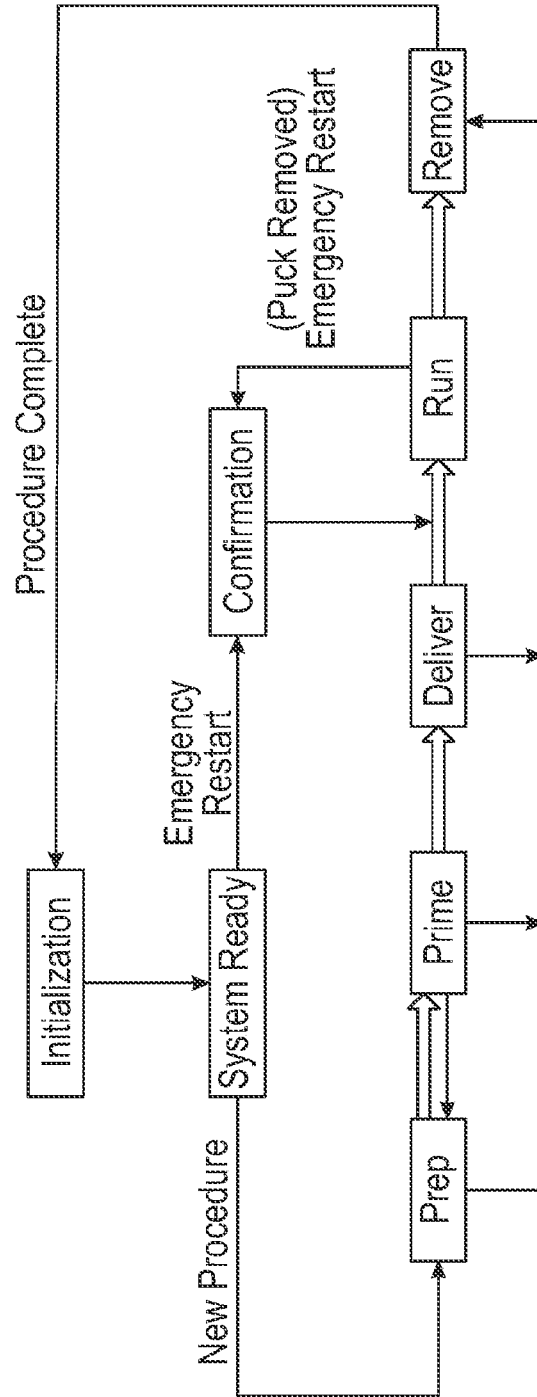 Procedure Complete
Initialization
System Ready
New Procedure
Emergency
Restart
Confirmation
(Puck Removed)
Emergency Restart
Prep
Prime
Deliver
Run
Remove